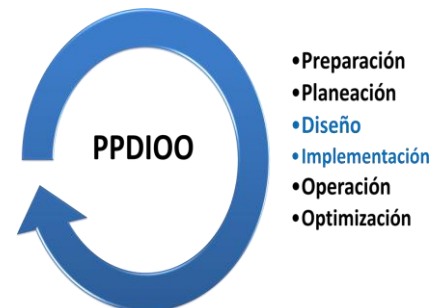 PPDIOO
•Preparación
•Planeación
•Diseño
•Implementación
•Operación
•Optimización